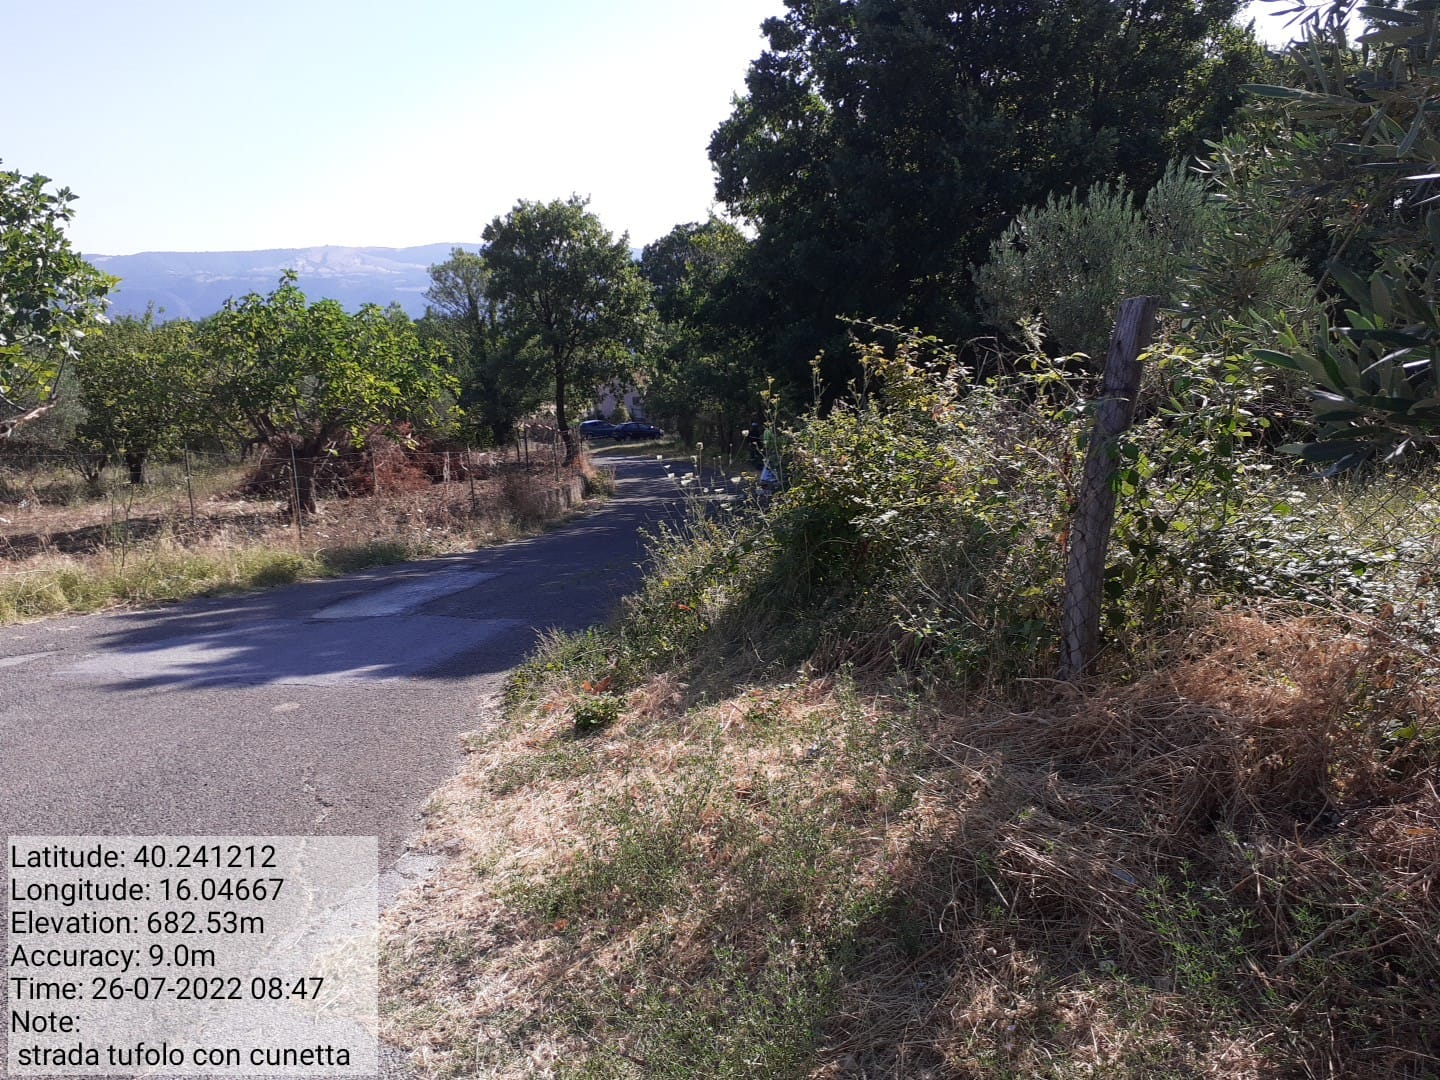 Latitude: 40.241212
Longitude: 16.04667
Elevation: 682.53m
Accuracy: 9.0m
Time: 26-07-2022 08:47
Note:
strada tufolo con cunetta